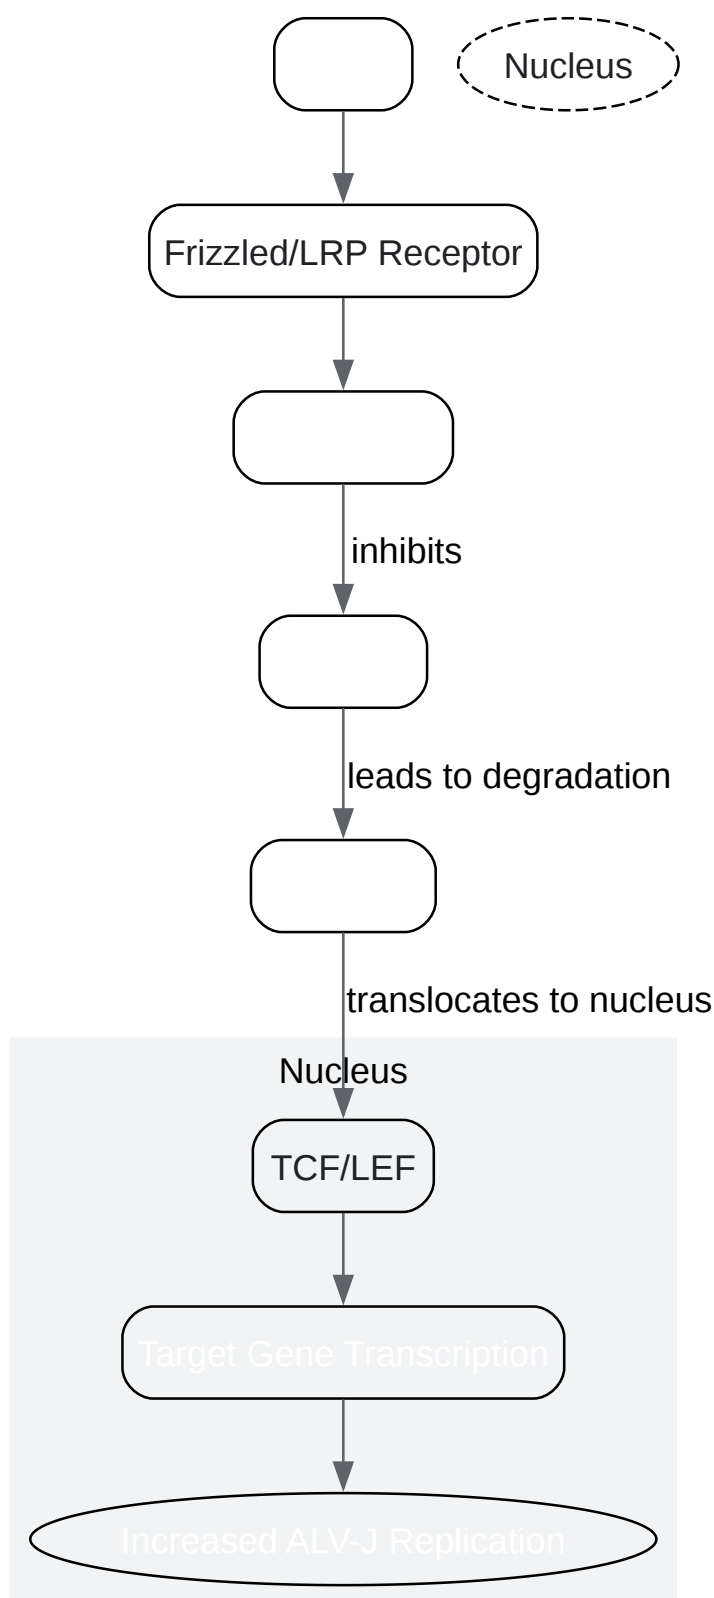 Nucleus
Frizzled/LRP Receptor
inhibits
leads to degradation
translocates to nucleus
Nucleus
TCF/LEF
Target Gene Transcription
Increased ALV-J Replication